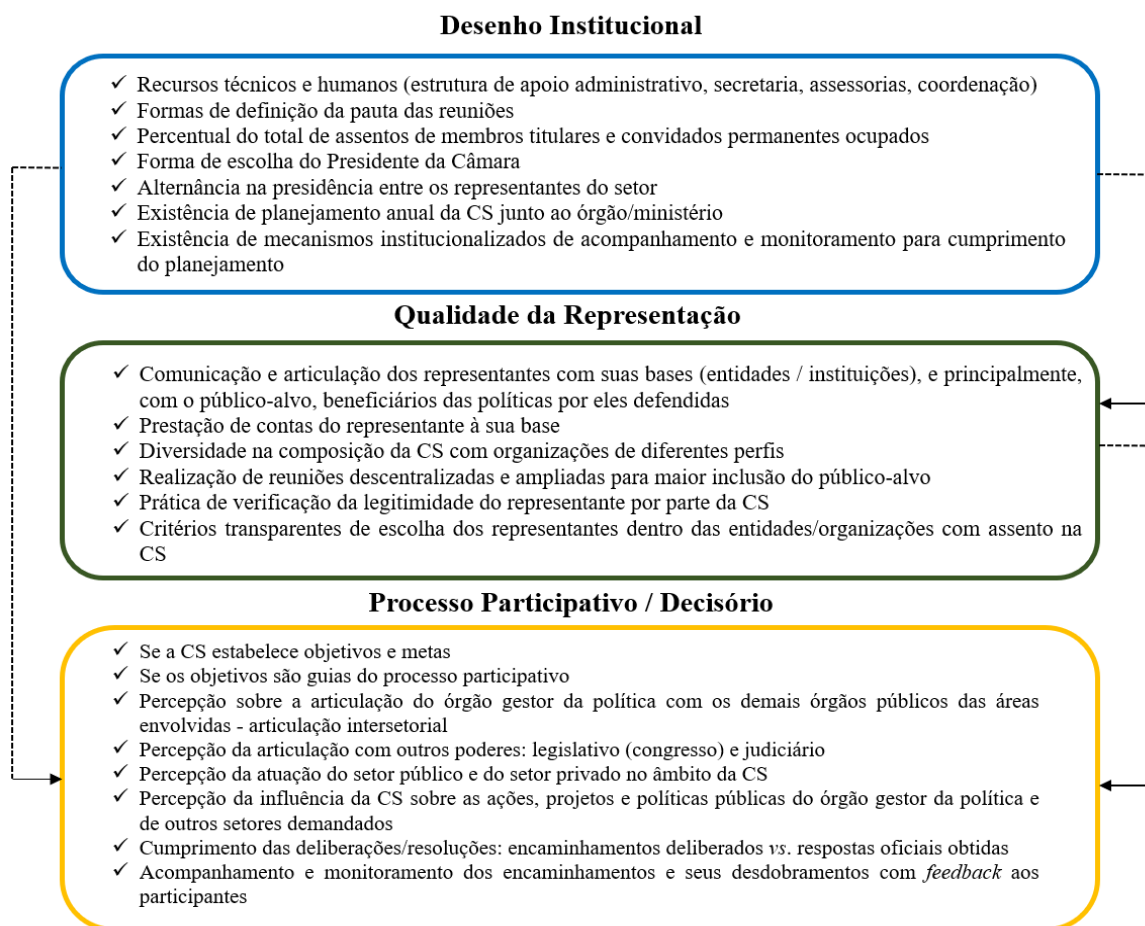 Desenho Institucional
✓ Recursos técnicos e humanos (estrutura de apoio administrativo, secretaria, assessorias, coordenação)
✓ Formas de definição da pauta das reuniões
✓ Percentual do total de assentos de membros titulares e convidados permanentes ocupados
✓ Forma de escolha do Presidente da Câmara
✓ Alternância na presidência entre os representantes do setor
✓ Existência de planejamento anual da CS junto ao órgão/ministério
✓ Existência de mecanismos institucionalizados de acompanhamento e monitoramento para cumprimento
do planejamento
Qualidade da Representação
✓ Comunicação e articulação dos representantes com suas bases (entidades / instituições), e principalmente,
com o público-alvo, beneficiários das políticas por eles defendidas
✓ Prestação de contas do representante à sua base
✓ Diversidade na composição da CS com organizações de diferentes perfis
✓ Realização de reuniões descentralizadas e ampliadas para maior inclusão do público-alvo
✓ Prática de verificação da legitimidade do representante por parte da CS
✓ Critérios transparentes de escolha dos representantes dentro das entidades/organizações com assento na
CS
Processo Participativo / Decisório
✓ Se a CS estabelece objetivos e metas
✓ Se os objetivos são guias do processo participativo
✓ Percepção sobre a articulação do órgão gestor da política com os demais órgãos públicos das áreas
envolvidas - articulação intersetorial
✓ Percepção da articulação com outros poderes: legislativo (congresso) e judiciário
✓ Percepção da atuação do setor público e do setor privado no âmbito da CS
✓ Percepção da influência da CS sobre as ações, projetos e políticas públicas do órgão gestor da política e
de outros setores demandados
✓ Cumprimento das deliberações/resoluções: encaminhamentos deliberados vs. respostas oficiais obtidas
✓ Acompanhamento e monitoramento dos encaminhamentos e seus desdobramentos com feedback aos
participantes